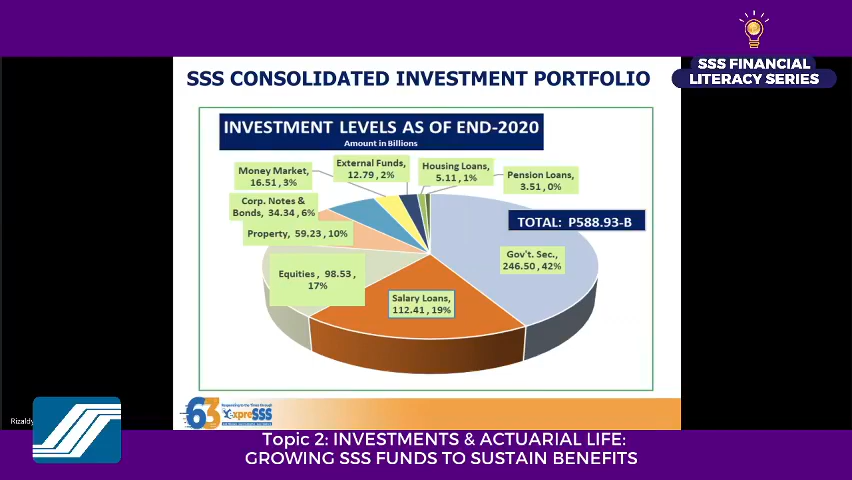 SSS FINANCIAL
LITERACY SERIES
SSS CONSOLIDATED INVESTMENT PORTFOLIO
INVESTMENT LEVELS AS OF END-2020
Amount in Billions
External Funds,
12.79 , 2%
Housing Loans,
5.11 , 1%
Money Market,
16.51 , 3%
Pension Loans,
3.51 , 0%
Corp. Notes &
Bonds, 34.34 , 6%
TOTAL: P588.93-B
Property, 59.23 , 10%
Gov't. Sec.,
246.50 , 42%
Equities , 98.53 ,
17%
Salary Loans,
112.41 , 19%
63
expreSSS
Rizaldy
Topic 2: INVESTMENTS & ACTUARIAL LIFE:
GROWING SSS FUNDS TO SUSTAIN BENEFITS